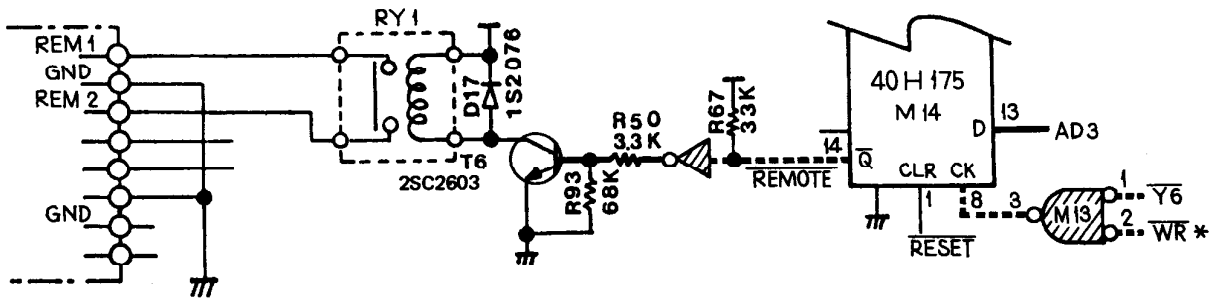 RY 1
REM 1
GND
REM 2
GND
D17
1S2076
T6
2SC2603
R50
3.3K
R93
68K
R67
33K
REMOTE
40H175
M14
D
13
AD3
14
Q
CLR
CK
1
8
RESET
3
M13
1
Y6
2
WR *